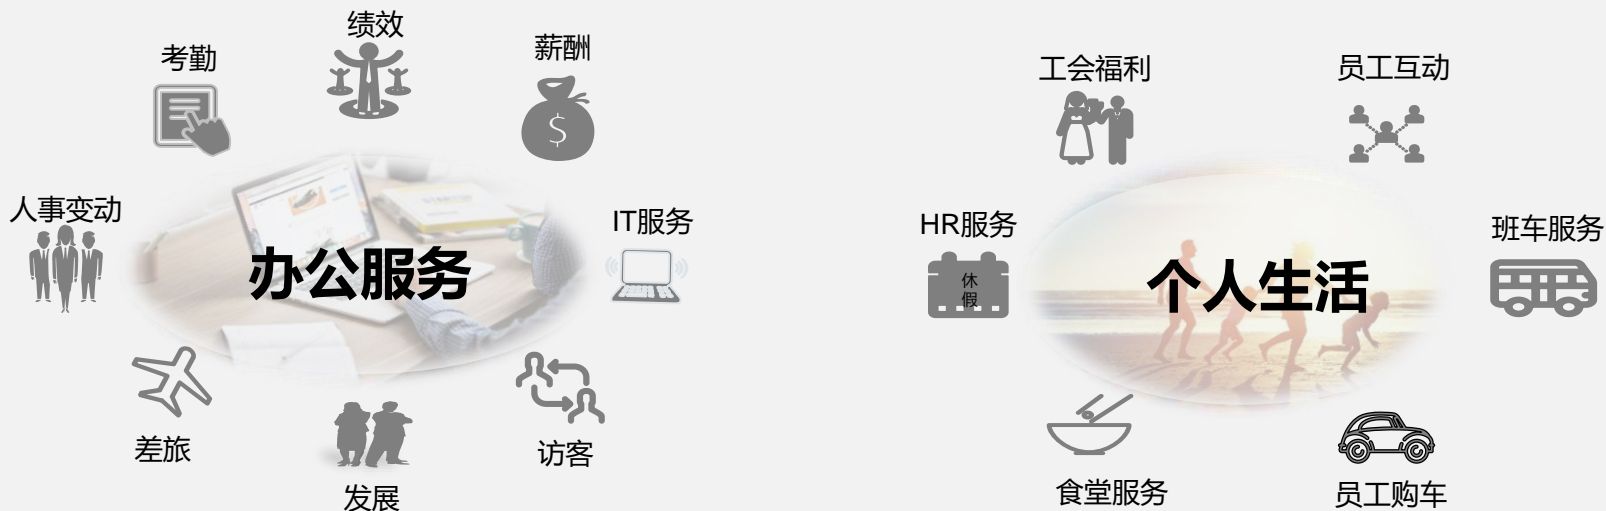 绩效
考勤
薪酬
人事变动
IT服务
办公服务
差旅
访客
发展
工会福利
员工互动
HR服务
班车服务
休
假
个人生活
食堂服务
员工购车
$